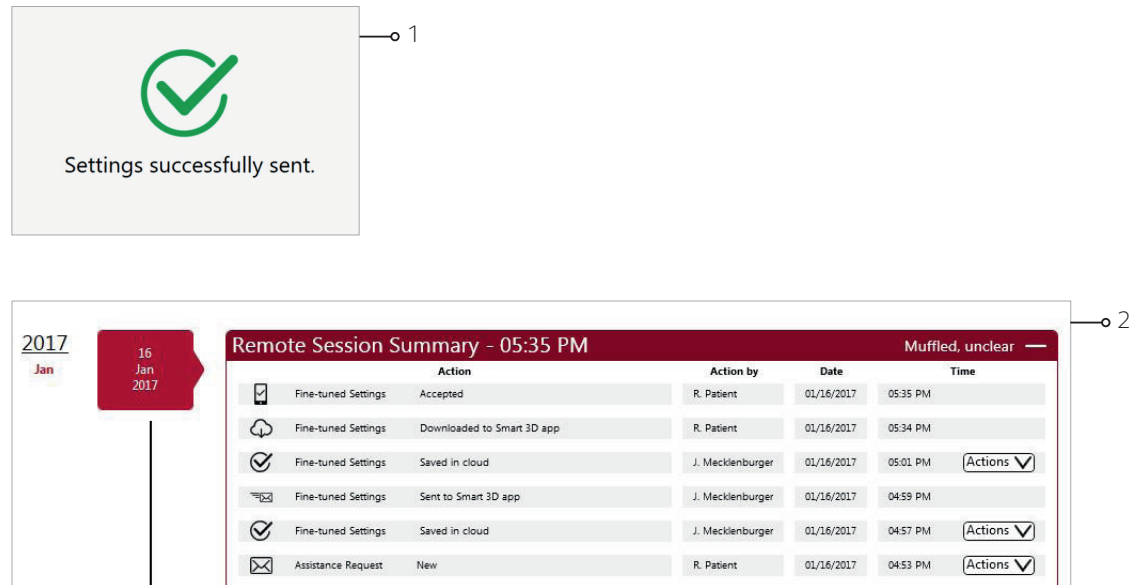 1
Settings successfully sent.
2
2017
Jan
16
Jan
2017
Remote Session Summary - 05:35 PM Muffled, unclear —
Action Action by Date Time
Fine-tuned Settings Accepted R. Patient 01/16/2017 05:35 PM
Fine-tuned Settings Downloaded to Smart 3D app R. Patient 01/16/2017 05:34 PM
Fine-tuned Settings Saved in cloud J. Mecklenburger 01/16/2017 05:01 PM Actions
Fine-tuned Settings Sent to Smart 3D app J. Mecklenburger 01/16/2017 04:59 PM
Fine-tuned Settings Saved in cloud J. Mecklenburger 01/16/2017 04:57 PM Actions
Assistance Request New R. Patient 01/16/2017 04:53 PM Actions